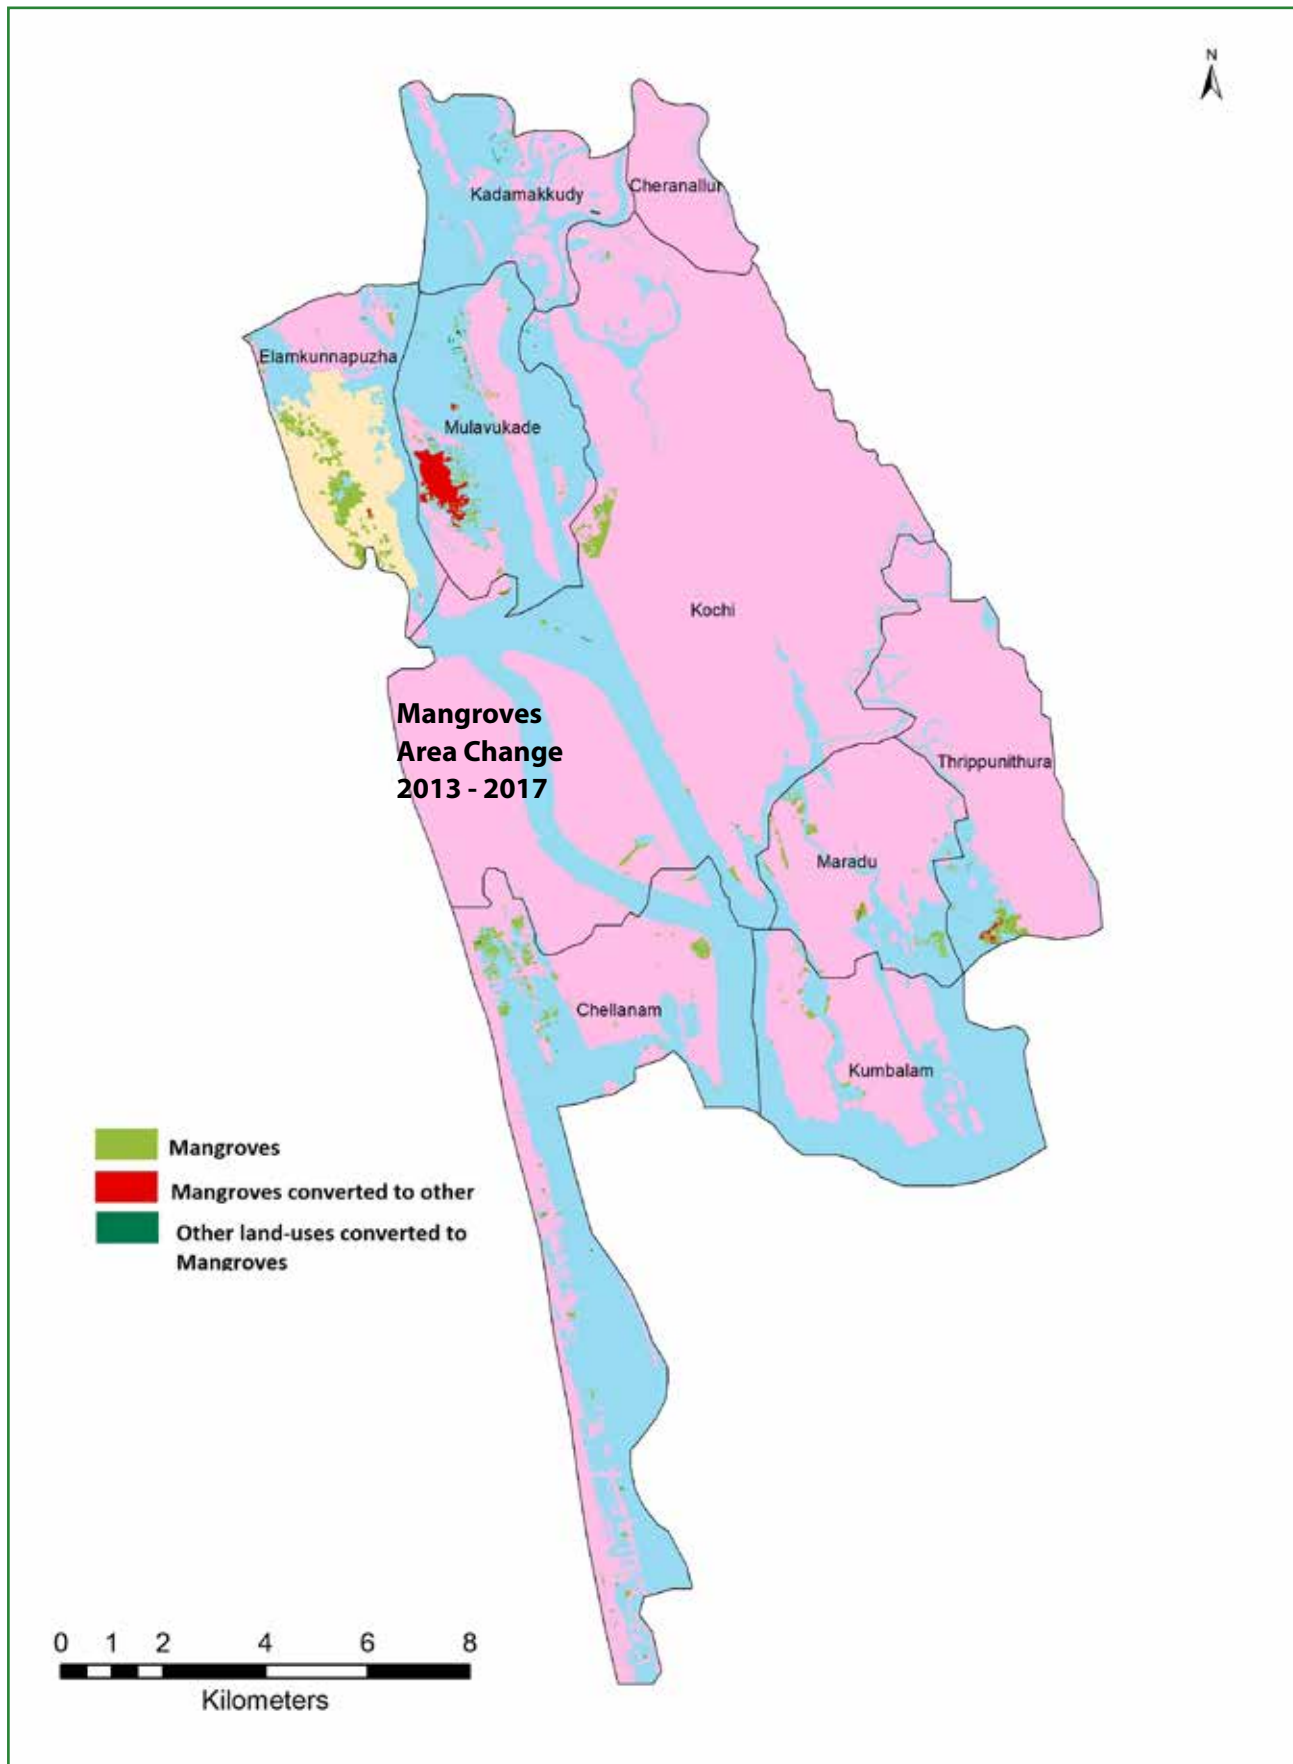 N
Kadamakkudy
Cheranallur
Elamkunnapuzha
Mulavukade
Kochi
Mangroves
Area Change
2013 - 2017
Thrippunithura
Maradu
Chellanam
Kumbalam
Mangroves
Mangroves converted to other
Other land-uses converted to
Mangroves
0 1 2 4 6 8
Kilometers